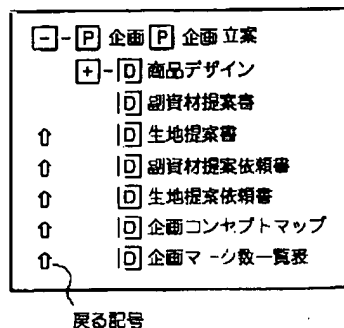 [-]-[P] 企画 [P] 企画立案
[+]-[D] 商品デザイン
[D] 副資材提案書
[D] 生地提案書
⇧ [D] 副資材提案依頼書
⇧ [D] 生地提案依頼書
⇧ [D] 企画コンセプトマップ
⇧ [D] 企画マーク数一覧表
戻る記号